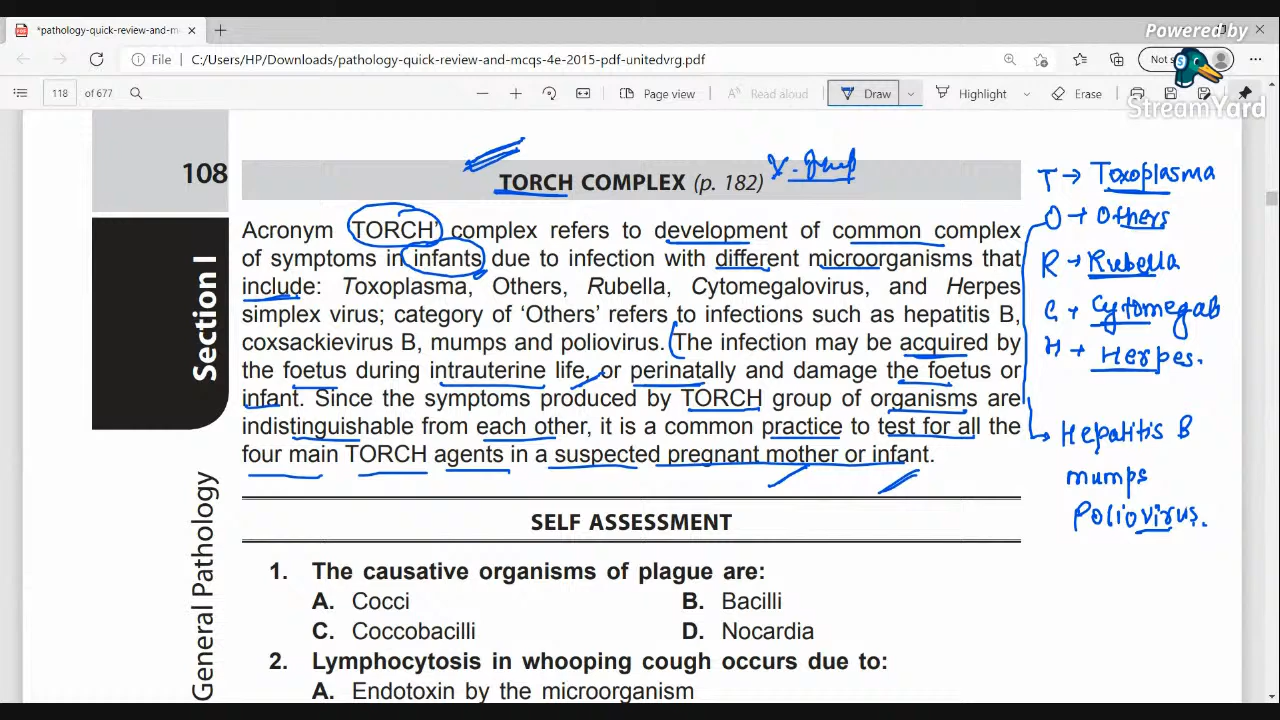 *pathology-quick-review-and-m
Powered by
File
C:/Users/HP/Downloads/pathology-quick-review-and-mcqs-4e-2015-pdf-unitedvrg.pdf
Not s
118 of 677
Page view
Read aloud
Draw
Highlight
Erase
StreamYard
108
TORCH COMPLEX (p. 182)
Acronym TORCH' complex refers to development of common complex
of symptoms in infants due to infection with different microorganisms that
include: Toxoplasma, Others, Rubella, Cytomegalovirus, and Herpes
simplex virus; category of 'Others' refers to infections such as hepatitis B,
coxsackievirus B, mumps and poliovirus. The infection may be acquired by
the foetus during intrauterine life, or perinatally and damage the foetus or
infant. Since the symptoms produced by TORCH group of organisms are
indistinguishable from each other, it is a common practice to test for all the
four main TORCH agents in a suspected pregnant mother or infant.
T → Toxoplasma
O → Others
R → Rubella
C → Cytomegalo
H → Herpes.
Hepatitis B
mumps
Poliovirus.
Section I
General Pathology
SELF ASSESSMENT
1. The causative organisms of plague are:
A. Cocci B. Bacilli
C. Coccobacilli D. Nocardia
2. Lymphocytosis in whooping cough occurs due to:
A. Endotoxin by the microorganism